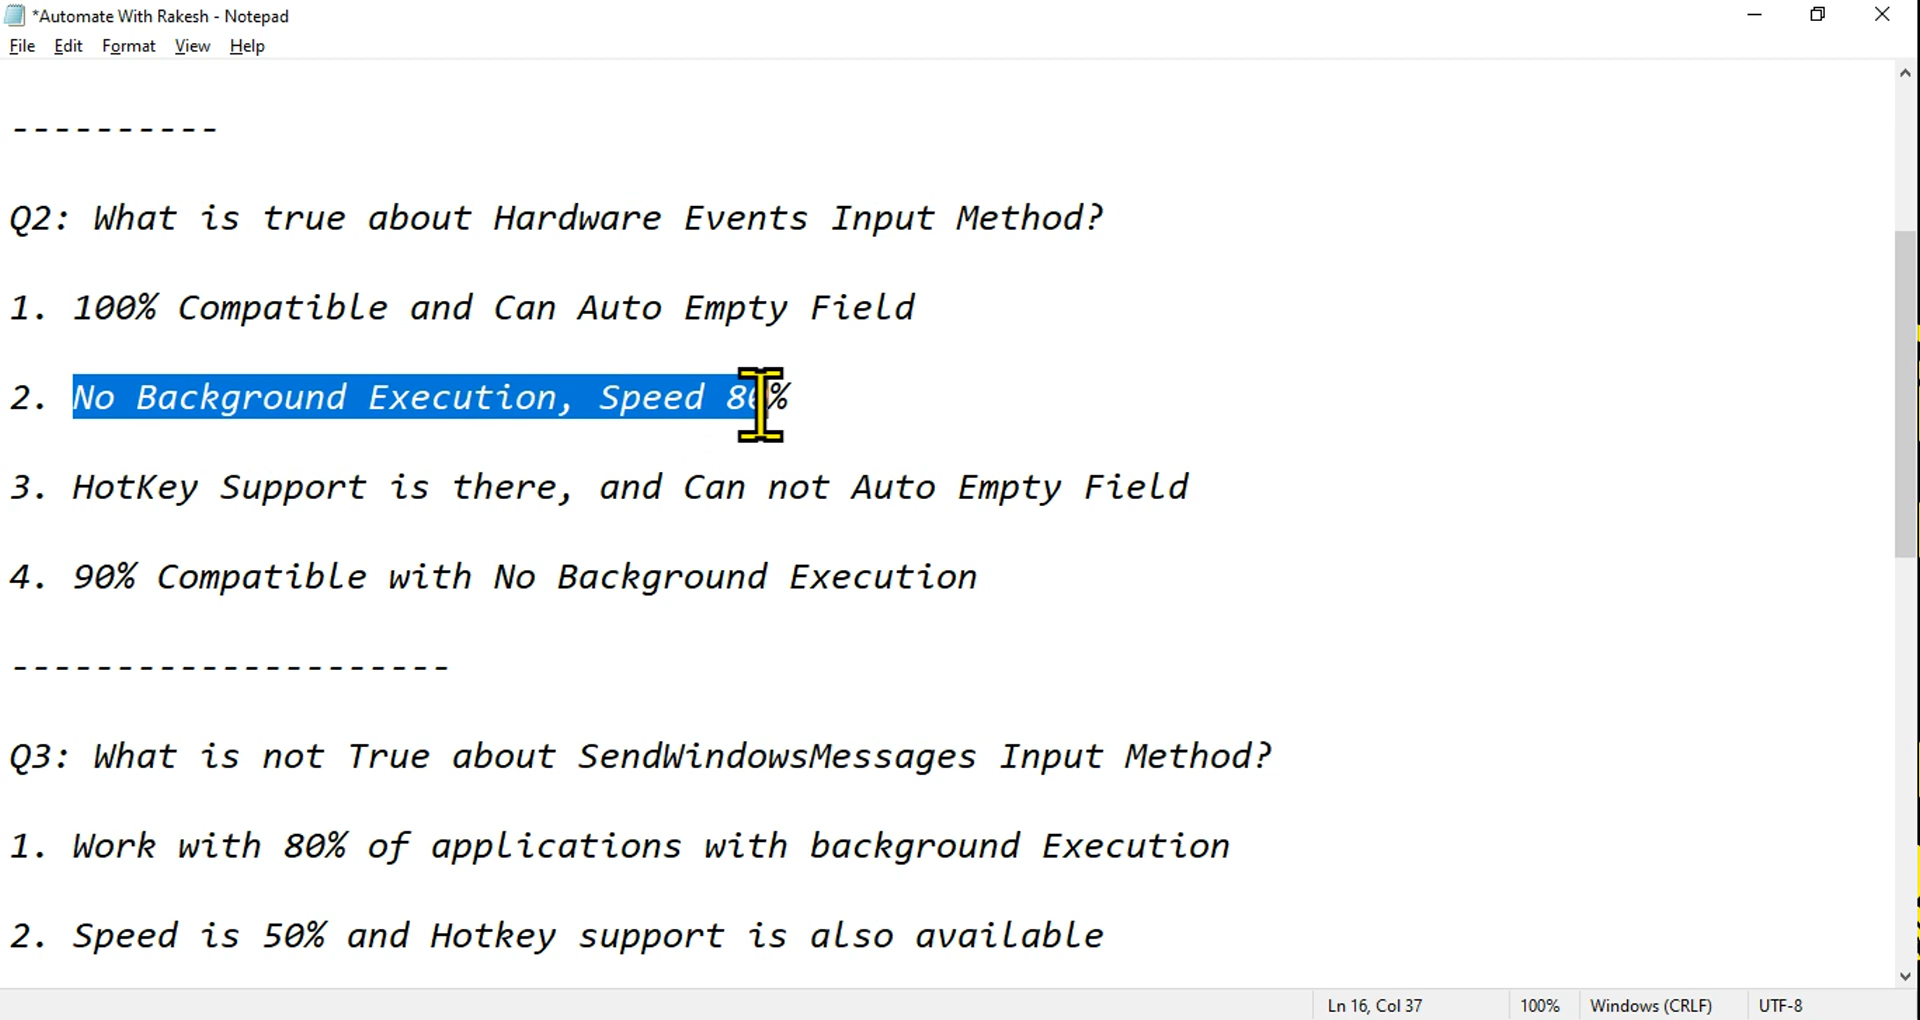 *Automate With Rakesh - Notepad
File Edit Format View Help
----------
Q2: What is true about Hardware Events Input Method?
1. 100% Compatible and Can Auto Empty Field
2. No Background Execution, Speed 80%
3. HotKey Support is there, and Can not Auto Empty Field
4. 90% Compatible with No Background Execution
---------------------
Q3: What is not True about SendWindowsMessages Input Method?
1. Work with 80% of applications with background Execution
2. Speed is 50% and Hotkey support is also available
Ln 16, Col 37 100% Windows (CRLF) UTF-8